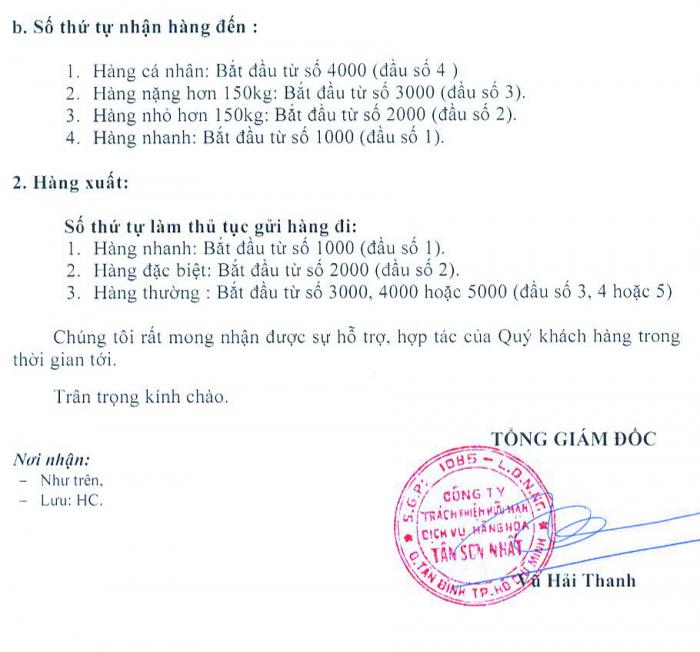 b. Số thứ tự nhận hàng đến :
1. Hàng cá nhân: Bắt đầu từ số 4000 (đầu số 4 )
2. Hàng nặng hơn 150kg: Bắt đầu từ số 3000 (đầu số 3).
3. Hàng nhỏ hơn 150kg: Bắt đầu từ số 2000 (đầu số 2).
4. Hàng nhanh: Bắt đầu từ số 1000 (đầu số 1).
2. Hàng xuất:
Số thứ tự làm thủ tục gửi hàng đi:
1. Hàng nhanh: Bắt đầu từ số 1000 (đầu số 1).
2. Hàng đặc biệt: Bắt đầu từ số 2000 (đầu số 2).
3. Hàng thường : Bắt đầu từ số 3000, 4000 hoặc 5000 (đầu số 3, 4 hoặc 5)
Chúng tôi rất mong nhận được sự hỗ trợ, hợp tác của Quý khách hàng trong
thời gian tới.
Trân trọng kính chào.
TỔNG GIÁM ĐỐC
Nơi nhận:
– Như trên,
– Lưu: HC.
S.G.P: 1085 – L.D.N.NG
CÔNG TY
TRÁCH NHIỆM HỮU HẠN
DỊCH VỤ HÀNG HÓA
TÂN SƠN NHẤT
Q.TÂN BÌNH TP.HỒ CHÍ MINH
Vũ Hải Thanh